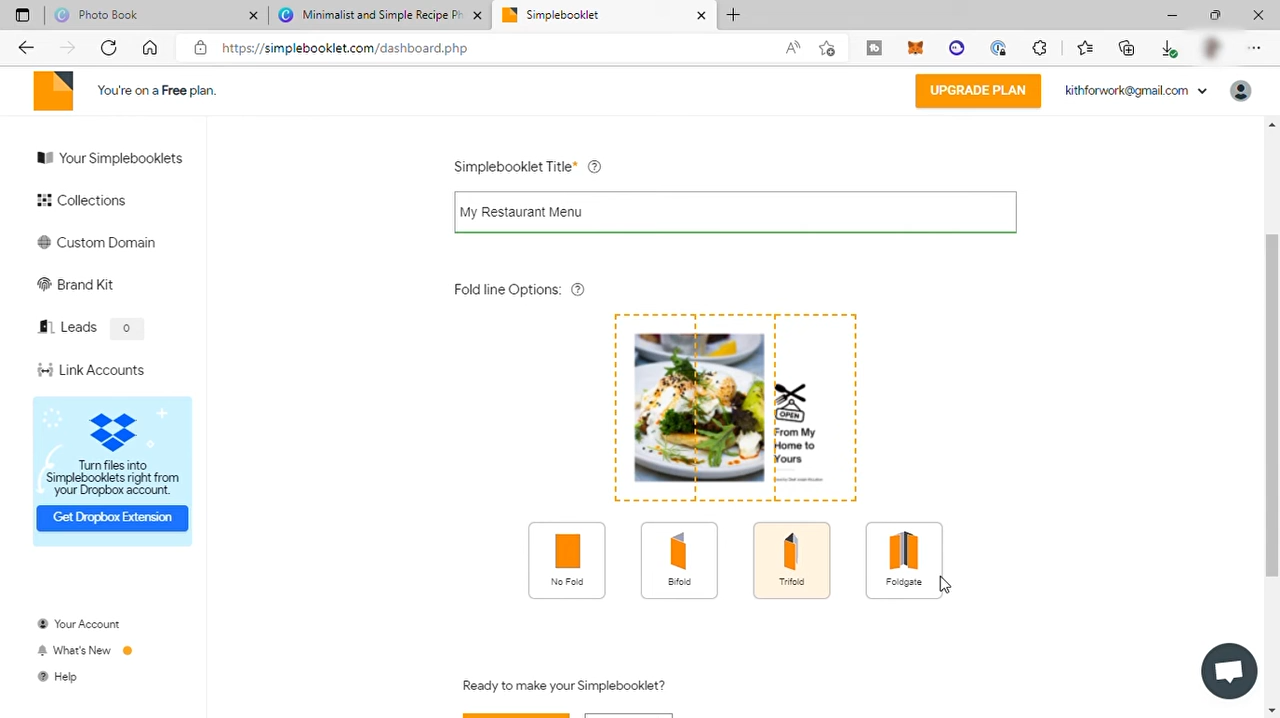 Photo Book
Minimalist and Simple Recipe Ph
Simplebooklet
https://simplebooklet.com/dashboard.php
You're on a Free plan.
UPGRADE PLAN
kithforwork@gmail.com
Your Simplebooklets
Collections
Custom Domain
Brand Kit
Leads
0
Link Accounts
Turn files into
Simplebooklets right from
your Dropbox account.
Get Dropbox Extension
Your Account
What's New
Help
Simplebooklet Title*
My Restaurant Menu
Fold line Options:
OPEN
From My
Home to
Yours
No Fold
Bifold
Trifold
Foldgate
Ready to make your Simplebooklet?